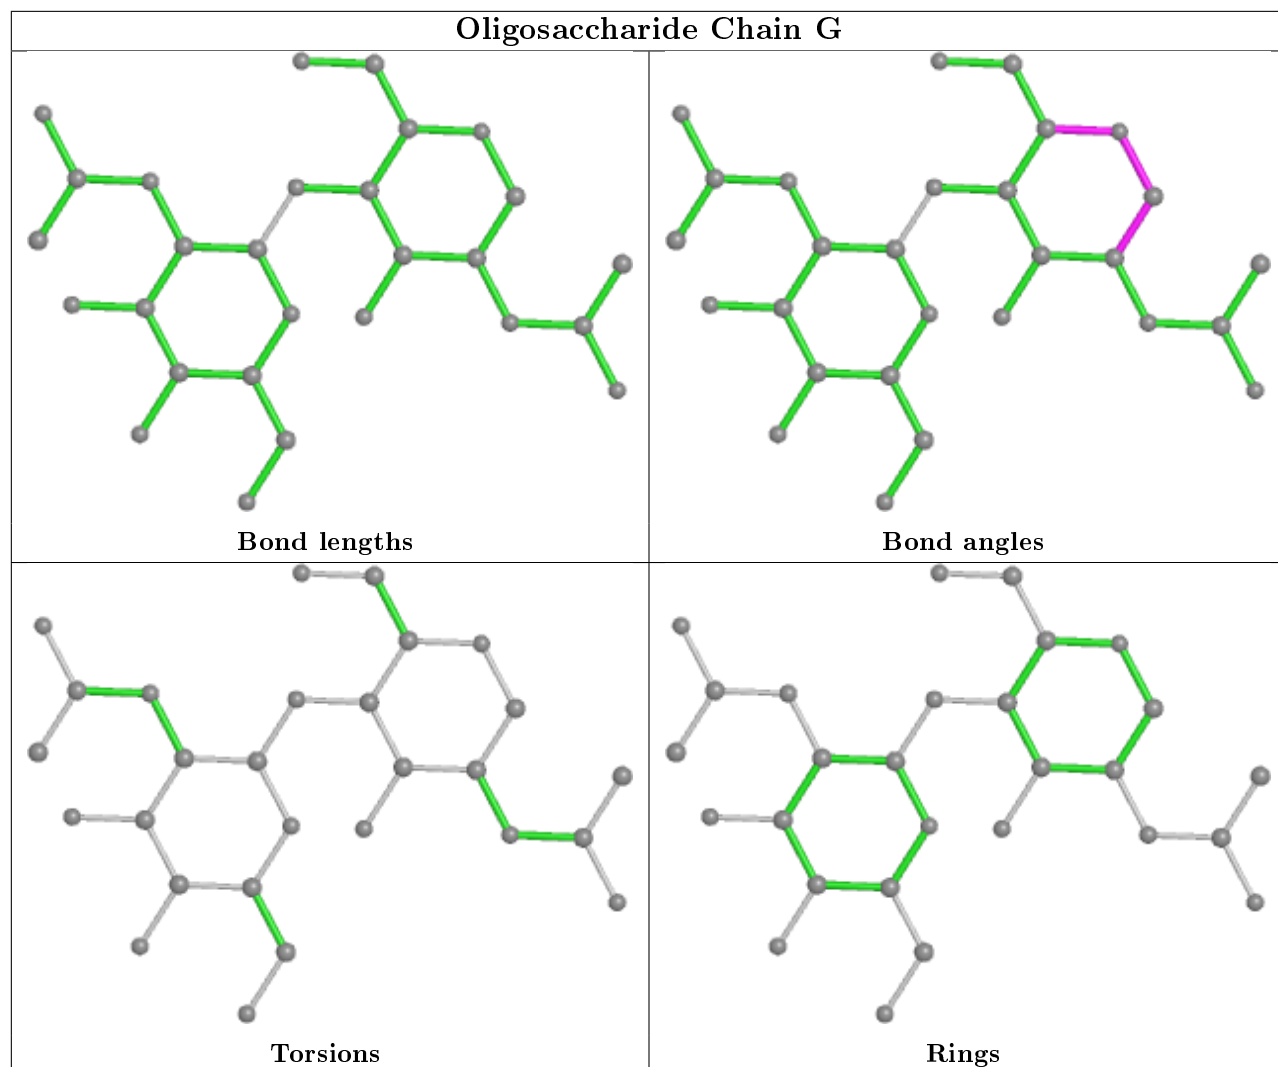 Oligosaccharide Chain G
Bond lengths
Bond angles
Torsions
Rings